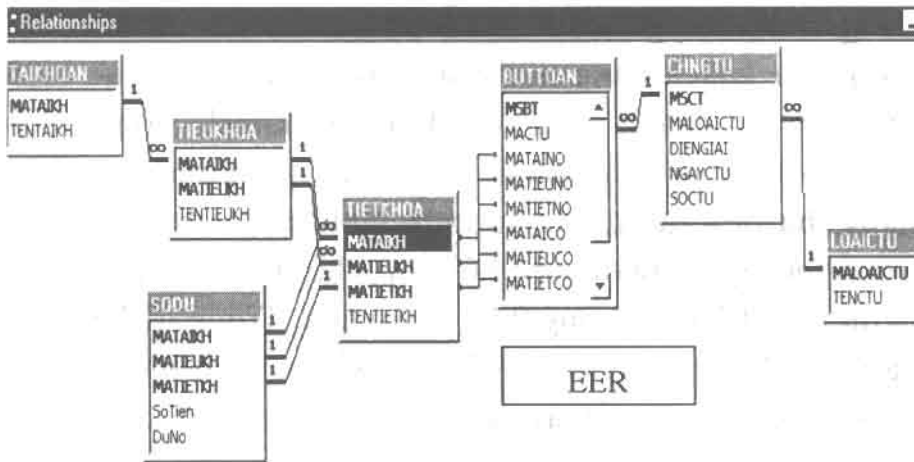 Relationships
TAIKHOAN
MATAIKH
TENTAIKH
TIEUKHOA
MATAIKH
MATIEUKH
TENTIEUKH
TIETKHOA
MATAIKH
MATIEUKH
MATIETKH
TENTIETKH
SODU
MATAIKH
MATIEUKH
MATIETKH
SoTien
DuNo
BUTTOAN
MSBT
MACTU
MATAINO
MATIEUNO
MATIETNO
MATAICO
MATIEUCO
MATIETCO
CHNGTU
MSCT
MALOAICTU
DIENGIAI
NGAYCTU
SOCTU
LOAICTU
MALOAICTU
TENCTU
1
∞
1
1
∞
∞
1
1
1
1
∞
1
∞
1
EER